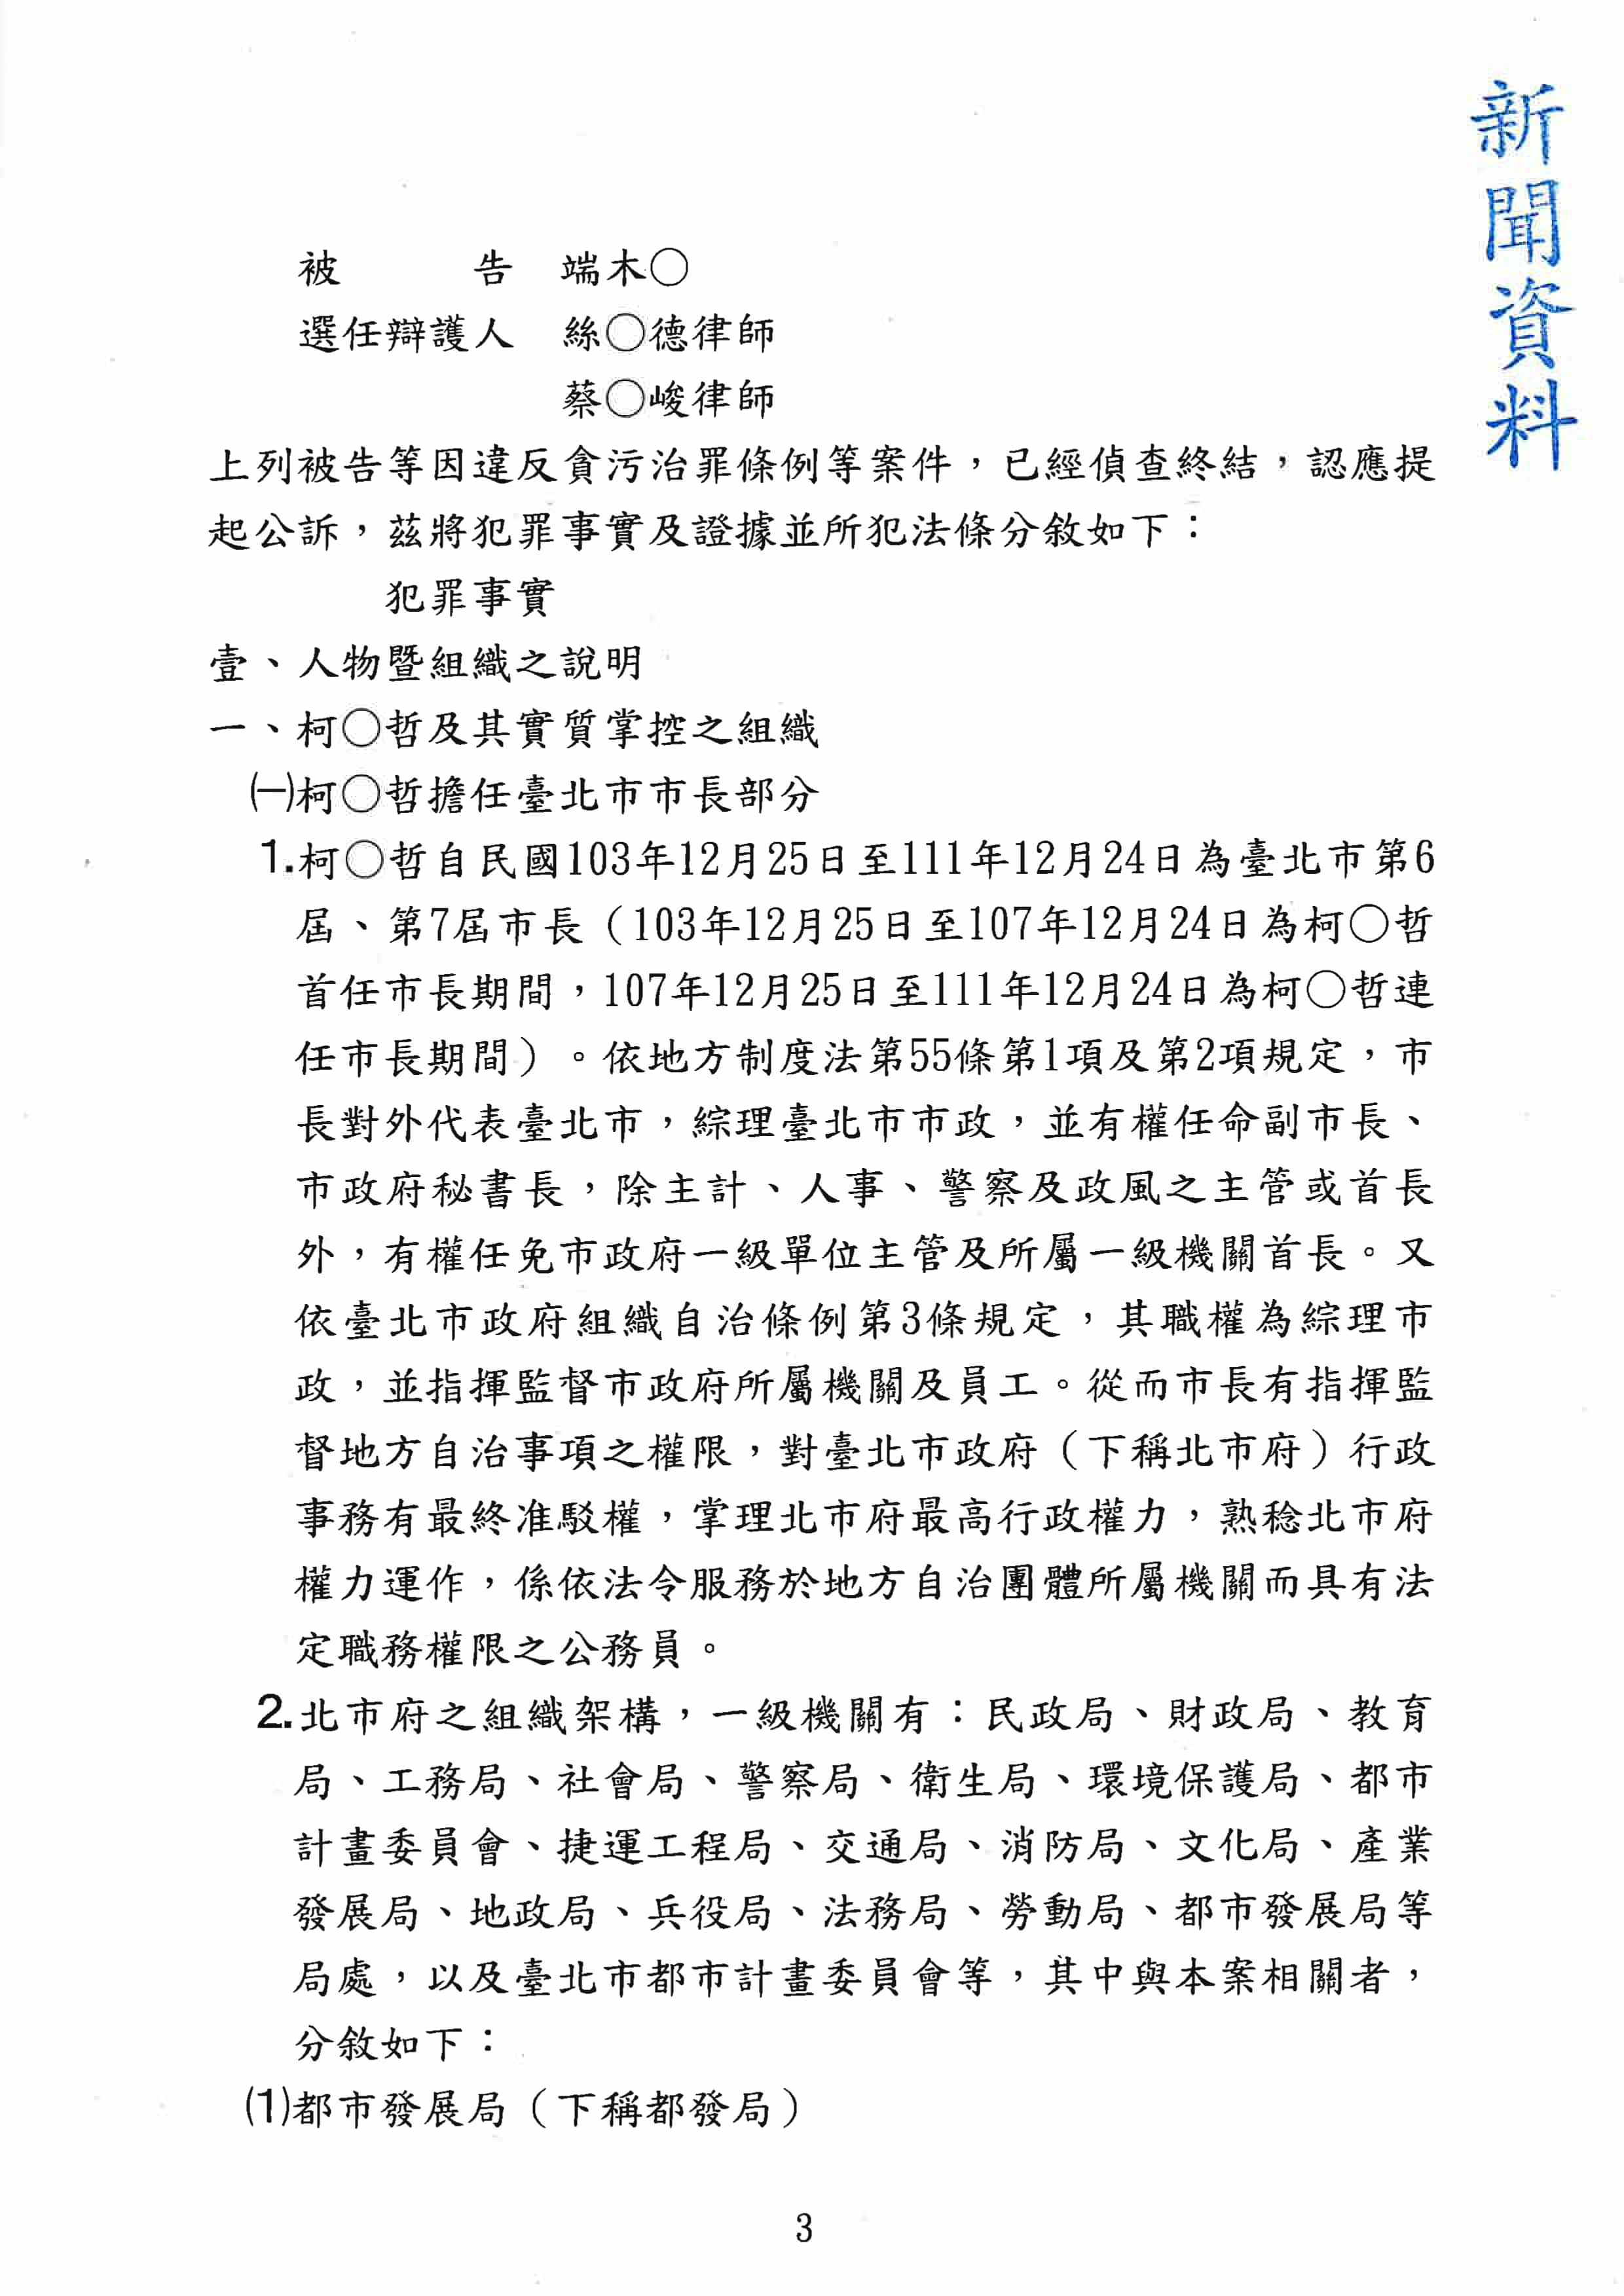 新聞資料
被告 端木○
選任辯護人 絲○德律師
蔡○峻律師
上列被告等因違反貪污治罪條例等案件，已經偵查終結，認應提
起公訴，茲將犯罪事實及證據並所犯法條分敘如下：
犯罪事實
壹、人物暨組織之說明
一、柯○哲及其實質掌控之組織
㈠柯○哲擔任臺北市市長部分
1.柯○哲自民國103年12月25日至111年12月24日為臺北市第6
屆、第7屆市長（103年12月25日至107年12月24日為柯○哲
首任市長期間，107年12月25日至111年12月24日為柯○哲連
任市長期間）。依地方制度法第55條第1項及第2項規定，市
長對外代表臺北市，綜理臺北市市政，並有權任命副市長、
市政府秘書長，除主計、人事、警察及政風之主管或首長
外，有權任免市政府一級單位主管及所屬一級機關首長。又
依臺北市政府組織自治條例第3條規定，其職權為綜理市
政，並指揮監督市政府所屬機關及員工。從而市長有指揮監
督地方自治事項之權限，對臺北市政府（下稱北市府）行政
事務有最終准駁權，掌理北市府最高行政權力，熟稔北市府
權力運作，係依法令服務於地方自治團體所屬機關而具有法
定職務權限之公務員。
2.北市府之組織架構，一級機關有：民政局、財政局、教育
局、工務局、社會局、警察局、衛生局、環境保護局、都市
計畫委員會、捷運工程局、交通局、消防局、文化局、產業
發展局、地政局、兵役局、法務局、勞動局、都市發展局等
局處，以及臺北市都市計畫委員會等，其中與本案相關者，
分敘如下：
⑴都市發展局（下稱都發局）
3